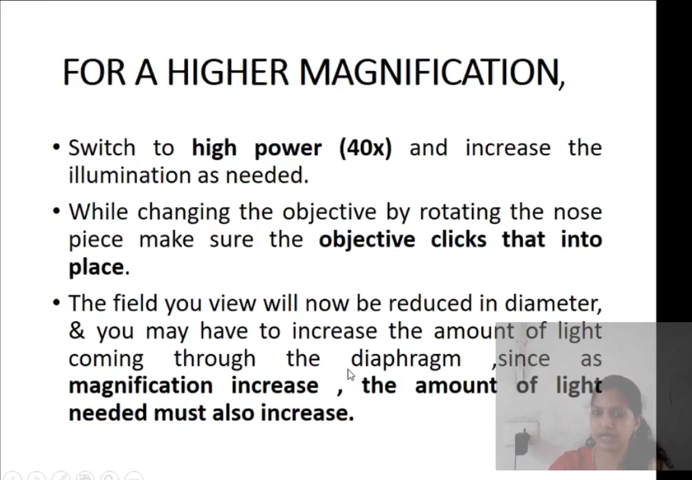 FOR A HIGHER MAGNIFICATION,
• Switch to high power (40x) and increase the
illumination as needed.
• While changing the objective by rotating the nose
piece make sure the objective clicks that into
place.
• The field you view will now be reduced in diameter,
& you may have to increase the amount of light
coming through the diaphragm ,since as
magnification increase , the amount of light
needed must also increase.